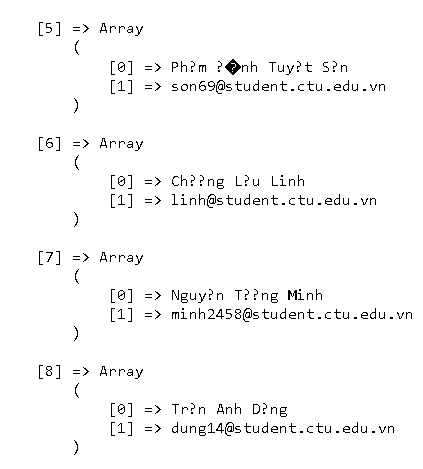 [5] => Array
(
[0] => Ph?m ?�nh Tuy?t S?n
[1] => son69@student.ctu.edu.vn
)
[6] => Array
(
[0] => Ch??ng L?u Linh
[1] => linh@student.ctu.edu.vn
)
[7] => Array
(
[0] => Nguy?n T??ng Minh
[1] => minh2458@student.ctu.edu.vn
)
[8] => Array
(
[0] => Tr?n Anh D?ng
[1] => dung14@student.ctu.edu.vn
)